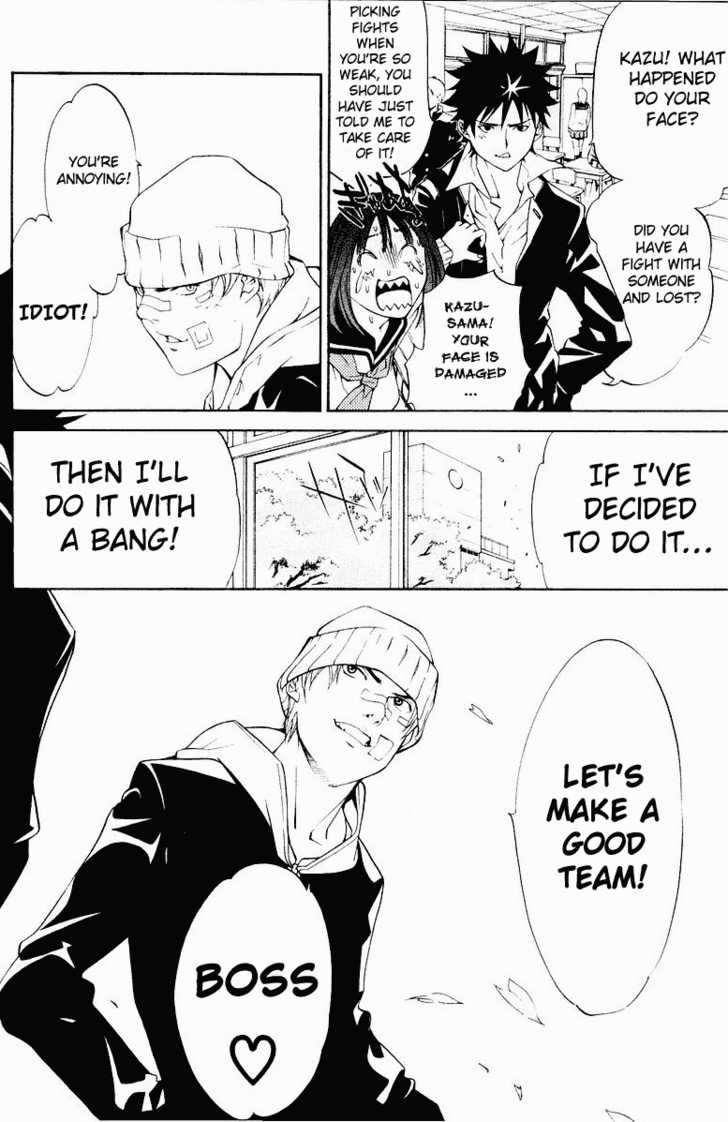 KAZU! WHAT
HAPPENED
DO YOUR
FACE?
DID YOU
HAVE A
FIGHT WITH
SOMEONE
AND LOST?
PICKING
FIGHTS
WHEN
YOU'RE SO
WEAK, YOU
SHOULD
HAVE JUST
TOLD ME TO
TAKE CARE
OF IT!
KAZU-
SAMA!
YOUR
FACE IS
DAMAGED
...
YOU'RE
ANNOYING!
IDIOT!
IF I'VE
DECIDED
TO DO IT...
THEN I'LL
DO IT WITH
A BANG!
LET'S
MAKE A
GOOD
TEAM!
BOSS
♡